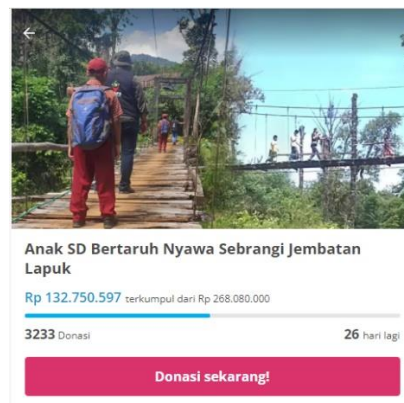 Anak SD Bertaruh Nyawa Sebrangi Jembatan
Lapuk
Rp 132.750.597 terkumpul dari Rp 268.080.000
3233 Donasi 26 hari lagi
Donasi sekarang!